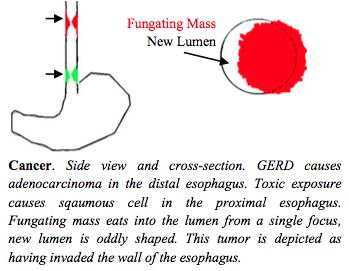 Fungating Mass
New Lumen
Cancer. Side view and cross-section. GERD causes
adenocarcinoma in the distal esophagus. Toxic exposure
causes sqaumous cell in the proximal esophagus.
Fungating mass eats into the lumen from a single focus,
new lumen is oddly shaped. This tumor is depicted as
having invaded the wall of the esophagus.